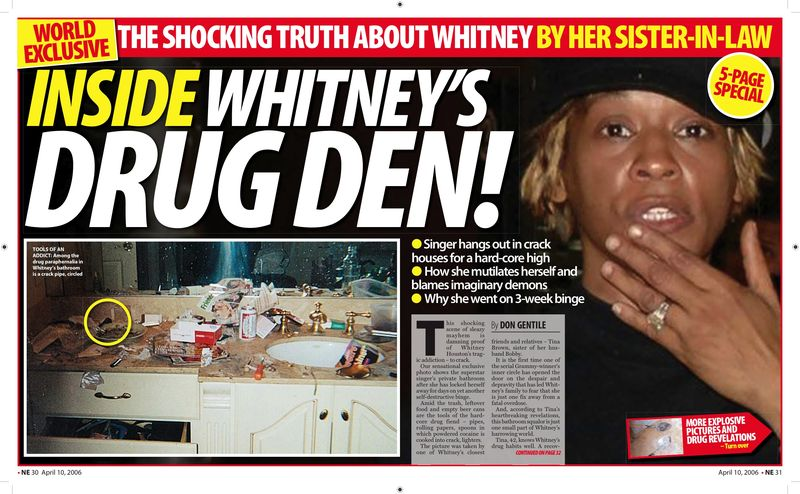 WORLD
EXCLUSIVE
THE SHOCKING TRUTH ABOUT WHITNEY BY HER SISTER-IN-LAW
5-PAGE
SPECIAL
INSIDE WHITNEY'S
DRUG DEN!
TOOLS OF AN
ADDICT: Among the
drug paraphernalia in
Whitney's bathroom
is a crack pipe, circled
Singer hangs out in crack
houses for a hard-core high
How she mutilates herself and
blames imaginary demons
Why she went on 3-week binge
This shocking
scene of sleazy
mayhem is
damning proof
of Whitney
Houston's trag-
ic addiction – to crack.
Our sensational exclusive
photo shows the superstar
singer's private bathroom
after she has locked herself
away for days on yet another
self-destructive binge.
Amid the trash, leftover
food and empty beer cans
are the tools of the hard-
core drug fiend – pipes,
rolling papers, spoons in
which powdered cocaine is
cooked into crack, lighters.
The picture was taken by
one of Whitney's closest
By DON GENTILE
friends and relatives – Tina
Brown, sister of her hus-
band Bobby.
It is the first time one of
the serial Grammy-winner's
inner circle has opened the
door on the despair and
depravity that has led Whit-
ney's family to fear that she
is just one fix away from a
fatal overdose.
And, according to Tina's
heartbreaking revelations,
this bathroom squalor is just
one small part of Whitney's
harrowing world.
Tina, 42, knows Whitney's
drug habits well. A recov-
CONTINUED ON PAGE 32
MORE EXPLOSIVE
PICTURES AND
DRUG REVELATIONS
– Turn over
• NE 30 April 10, 2006
April 10, 2006 • NE 31